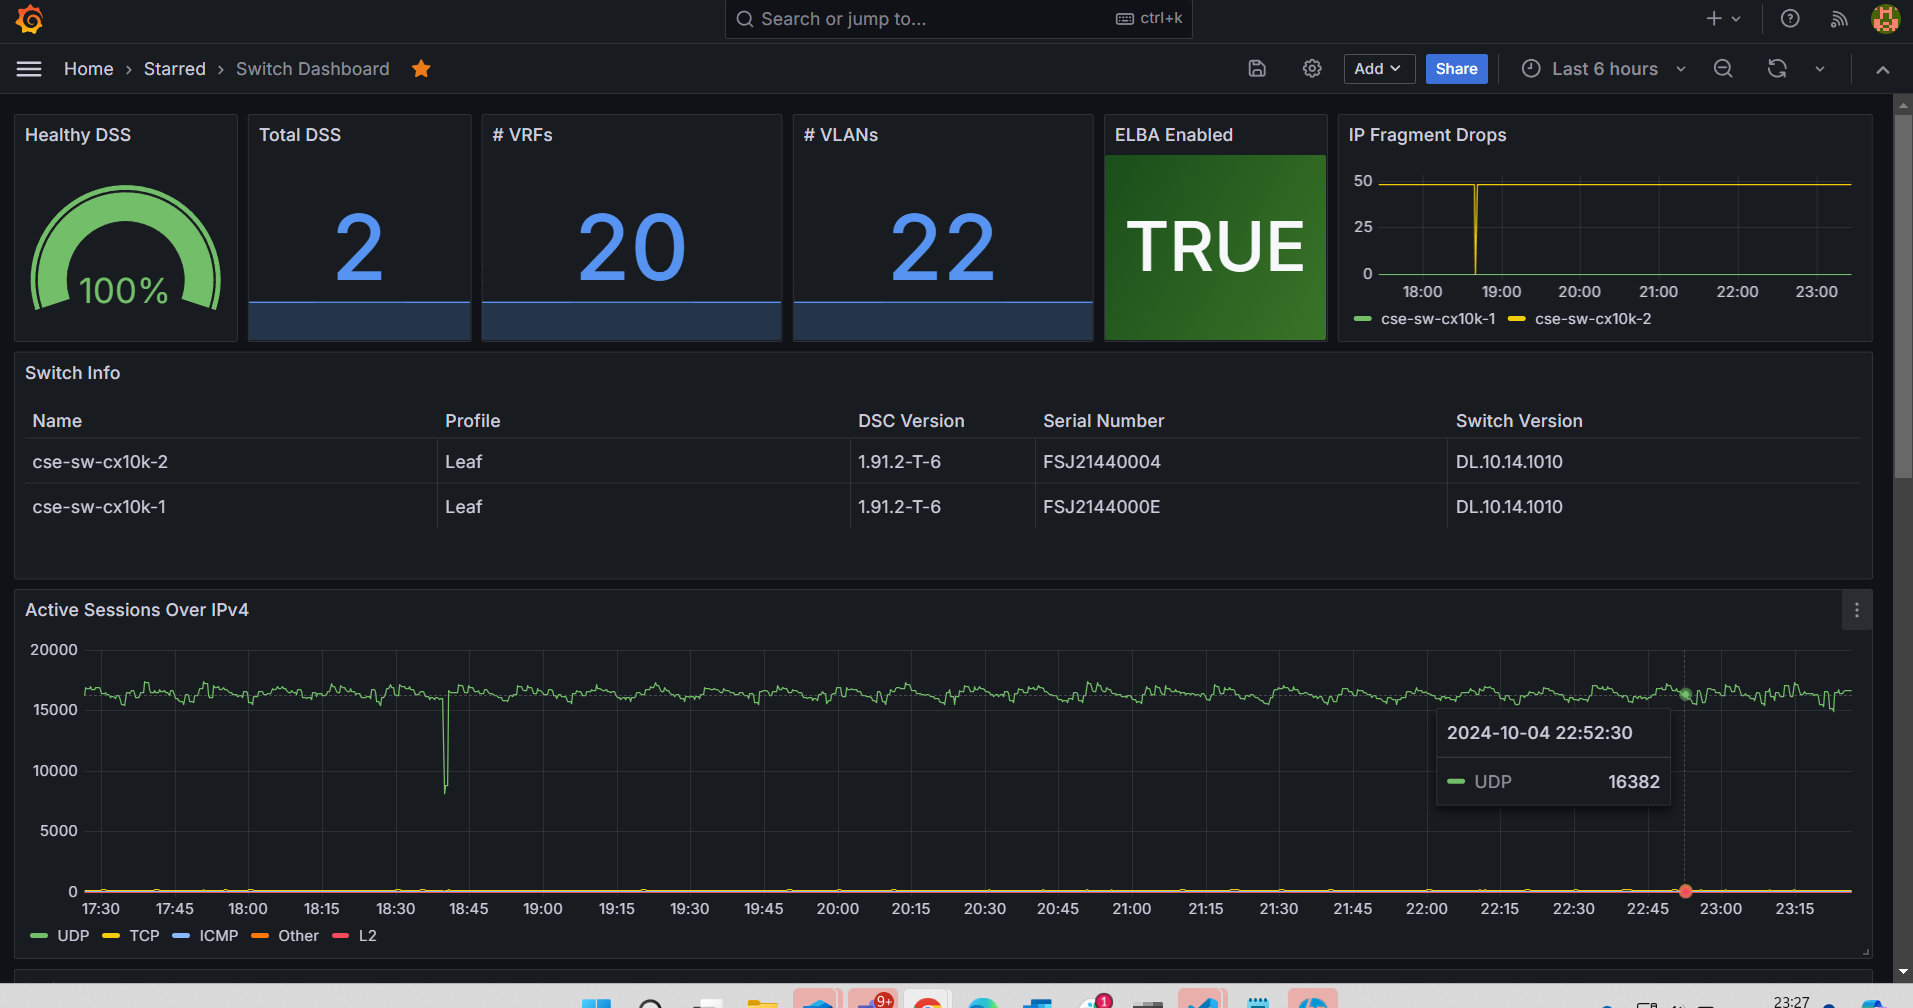 Search or jump to...
ctrl+k
Home › Starred › Switch Dashboard
Add
Share
Last 6 hours
Healthy DSS
100%
Total DSS
2
# VRFs
20
# VLANs
22
ELBA Enabled
TRUE
IP Fragment Drops
50
25
0
18:00 19:00 20:00 21:00 22:00 23:00
cse-sw-cx10k-1 cse-sw-cx10k-2
Switch Info
Name Profile DSC Version Serial Number Switch Version
cse-sw-cx10k-2 Leaf 1.91.2-T-6 FSJ21440004 DL.10.14.1010
cse-sw-cx10k-1 Leaf 1.91.2-T-6 FSJ2144000E DL.10.14.1010
Active Sessions Over IPv4
20000
15000
10000
5000
0
2024-10-04 22:52:30
UDP 16382
17:30 17:45 18:00 18:15 18:30 18:45 19:00 19:15 19:30 19:45 20:00 20:15 20:30 20:45 21:00 21:15 21:30 21:45 22:00 22:15 22:30 22:45 23:00 23:15
UDP TCP ICMP Other L2
9+
1
23:27